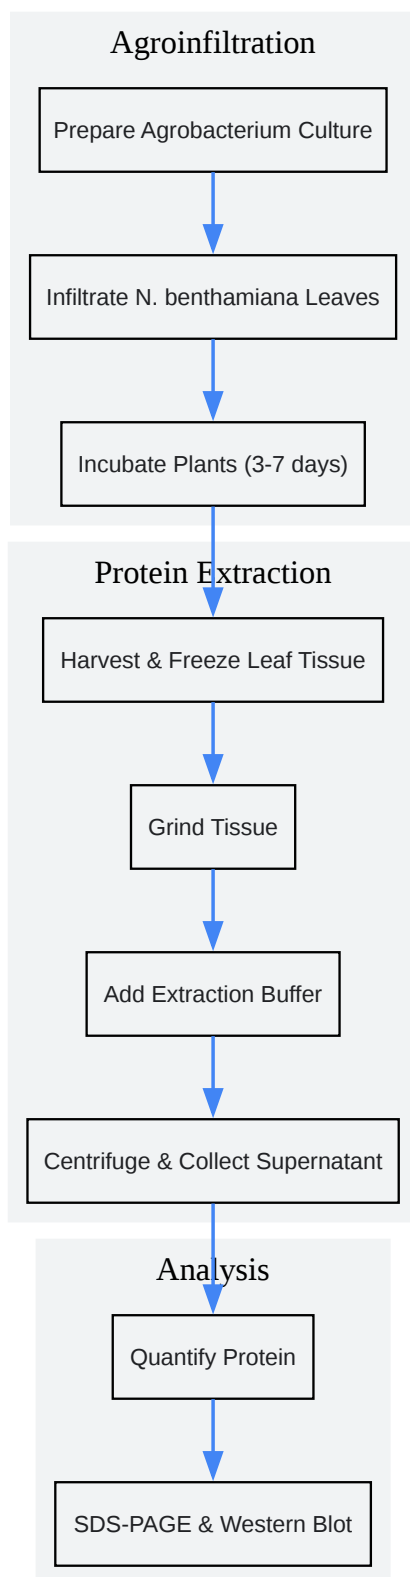 Agroinfiltration
Prepare Agrobacterium Culture
Infiltrate N. benthamiana Leaves
Incubate Plants (3-7 days)
Protein Extraction
Harvest & Freeze Leaf Tissue
Grind Tissue
Add Extraction Buffer
Centrifuge & Collect Supernatant
Analysis
Quantify Protein
SDS-PAGE & Western Blot